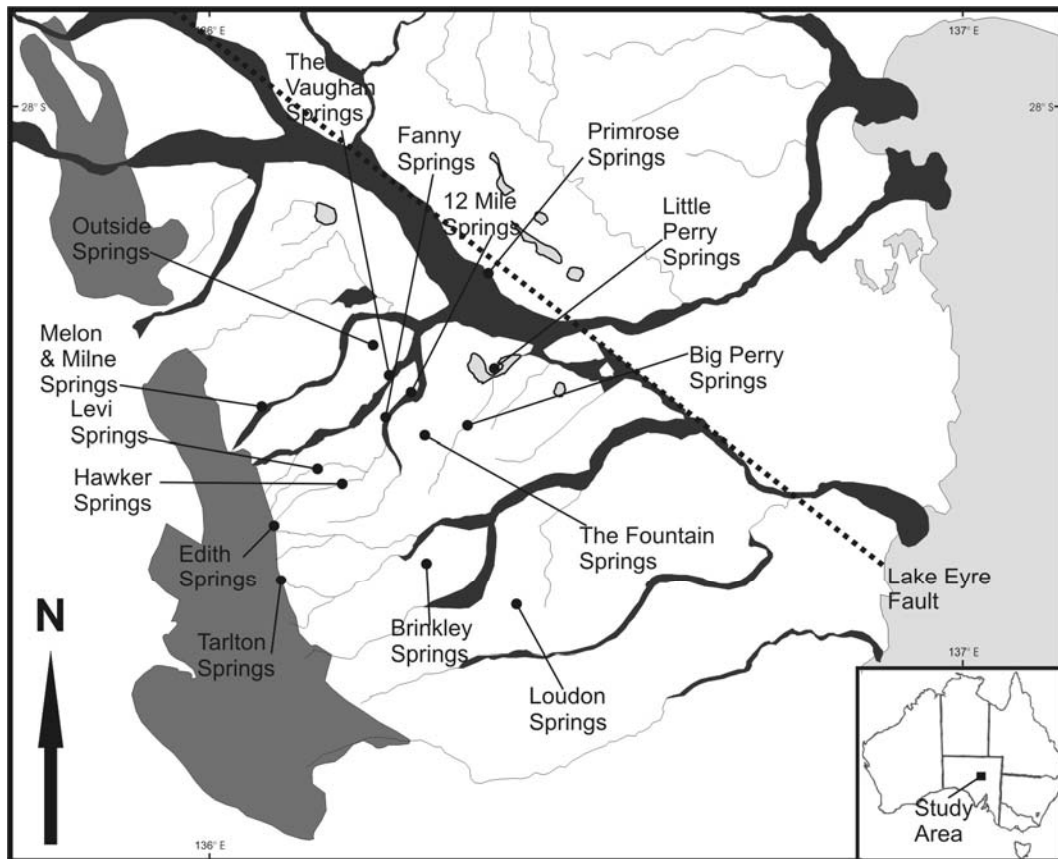 136° E
137° E
28° S
28° S
The
Vaughan
Springs
Fanny
Springs
Primrose
Springs
12 Mile
Springs
Little
Perry
Springs
Outside
Springs
Melon
& Milne
Springs
Big Perry
Springs
Levi
Springs
Hawker
Springs
The Fountain
Springs
Edith
Springs
Lake Eyre
Fault
N
Tarlton
Springs
Brinkley
Springs
Loudon
Springs
137° E
Study
Area
136° E